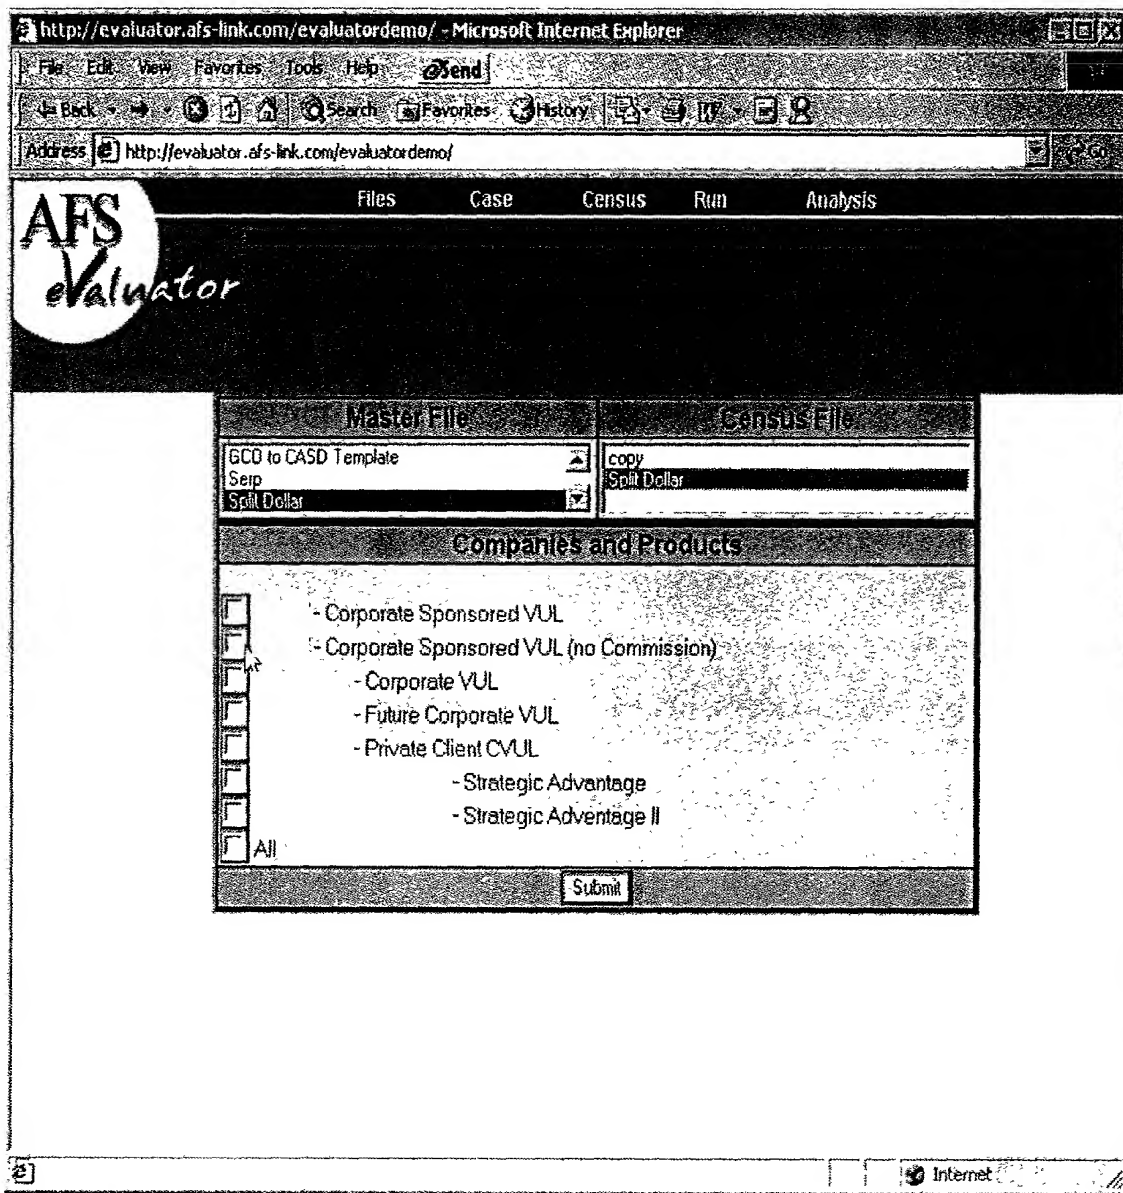 http://evaluator.afs-link.com/evaluatordemo/ - Microsoft Internet Explorer
File Edit View Favorites Tools Help Send
Back Search Favorites History
Address http://evaluator.afs-link.com/evaluatordemo/ Go
Files Case Census Run Analysis
AFS
eValuator
Master File Census File
GCO to CASD Template
Serp
Split Dollar
copy
Split Dollar
Companies and Products
- Corporate Sponsored VUL
- Corporate Sponsored VUL (no Commission)
- Corporate VUL
- Future Corporate VUL
- Private Client CVUL
- Strategic Advantage
- Strategic Advantage II
All
Submit
Internet